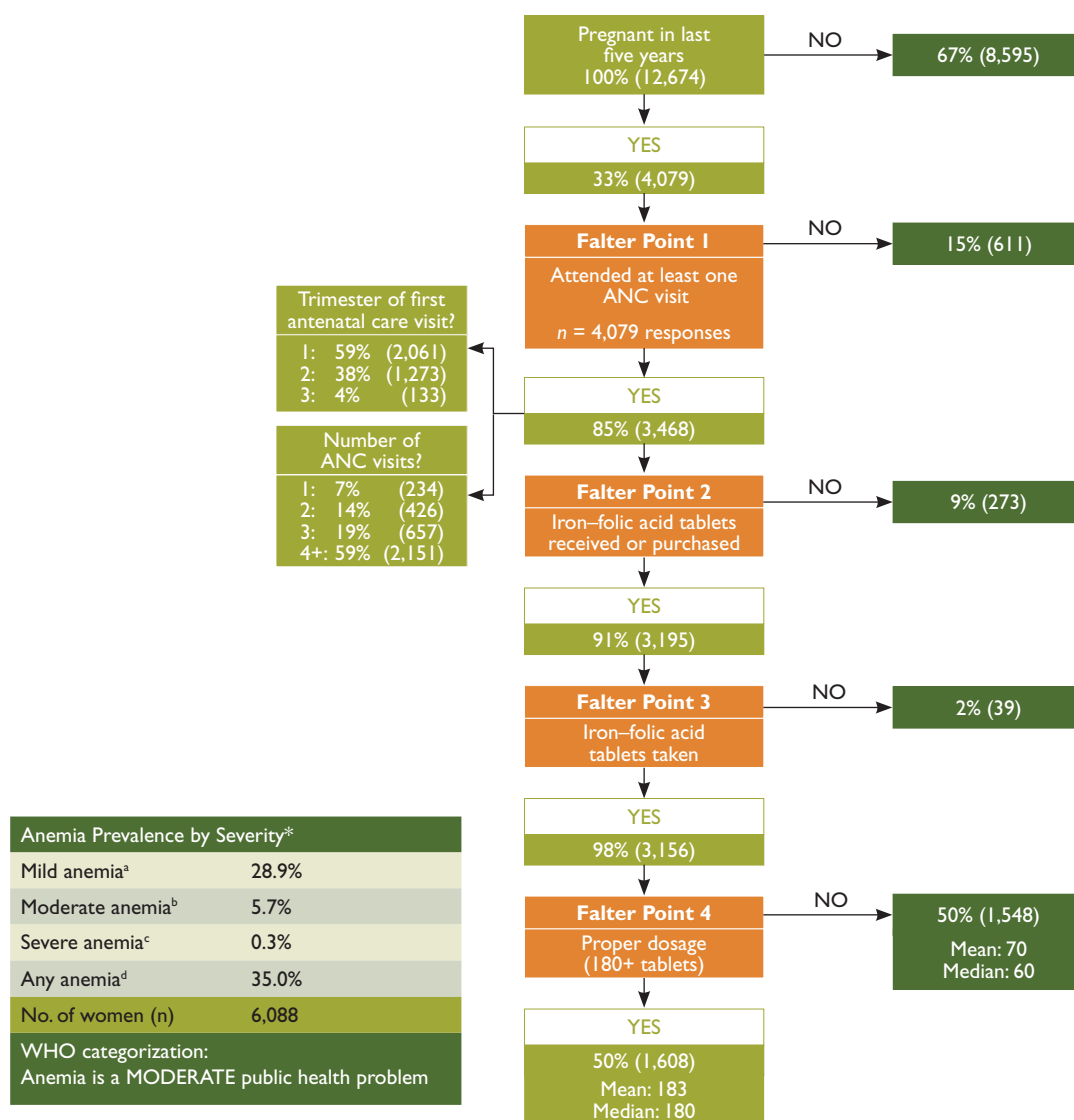 Pregnant in last
five years
100% (12,674)
NO
67% (8,595)
YES
33% (4,079)
Falter Point 1
NO
15% (611)
Attended at least one
ANC visit
n = 4,079 responses
Trimester of first
antenatal care visit?
1: 59% (2,061)
2: 38% (1,273)
3: 4% (133)
YES
85% (3,468)
Number of
ANC visits?
1: 7% (234)
2: 14% (426)
3: 19% (657)
4+: 59% (2,151)
Falter Point 2
NO
9% (273)
Iron–folic acid tablets
received or purchased
YES
91% (3,195)
Falter Point 3
NO
2% (39)
Iron–folic acid
tablets taken
YES
98% (3,156)
Falter Point 4
NO
50% (1,548)
Mean: 70
Median: 60
Proper dosage
(180+ tablets)
YES
50% (1,608)
Mean: 183
Median: 180
Anemia Prevalence by Severity*
Mild anemiaᵃ 28.9%
Moderate anemiaᵇ 5.7%
Severe anemiaᶜ 0.3%
Any anemiaᵈ 35.0%
No. of women (n) 6,088
WHO categorization:
Anemia is a MODERATE public health problem